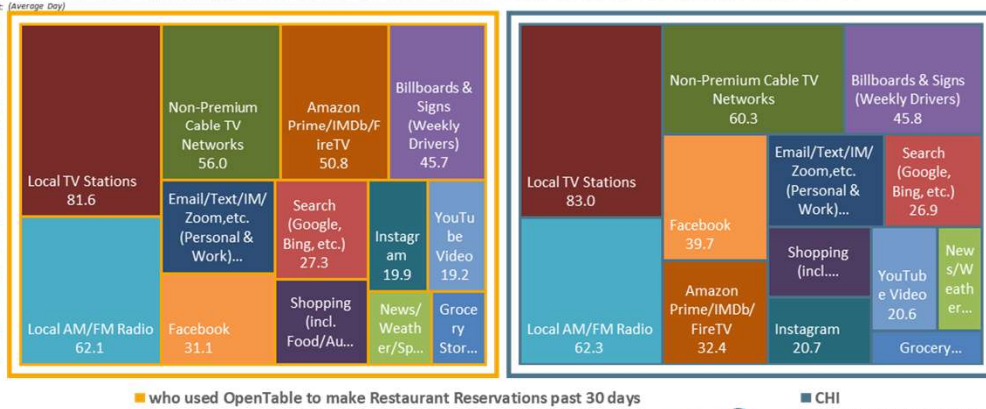 (Average Day)
Local TV Stations
81.6
Local AM/FM Radio
62.1
Non-Premium
Cable TV
Networks
56.0
Amazon
Prime/IMDb/F
ireTV
50.8
Billboards &
Signs
(Weekly
Drivers)
45.7
Email/Text/IM/
Zoom,etc.
(Personal &
Work)...
Facebook
31.1
Search
(Google,
Bing, etc.)
27.3
Shopping
(incl.
Food/Au...
Instagr
am
19.9
YouTu
be
Video
19.2
News/
Weath
er/Sp...
Groce
ry
Stor...
Local TV Stations
83.0
Local AM/FM Radio
62.3
Non-Premium Cable TV
Networks
60.3
Billboards & Signs
(Weekly Drivers)
45.8
Facebook
39.7
Amazon
Prime/IMDb/
FireTV
32.4
Email/Text/IM/
Zoom,etc.
(Personal &
Work)...
Search
(Google,
Bing, etc.)
26.9
Shopping
(incl....
Instagram
20.7
YouTub
e Video
20.6
New
s/We
ath
er...
Grocery...
who used OpenTable to make Restaurant Reservations past 30 days
CHI